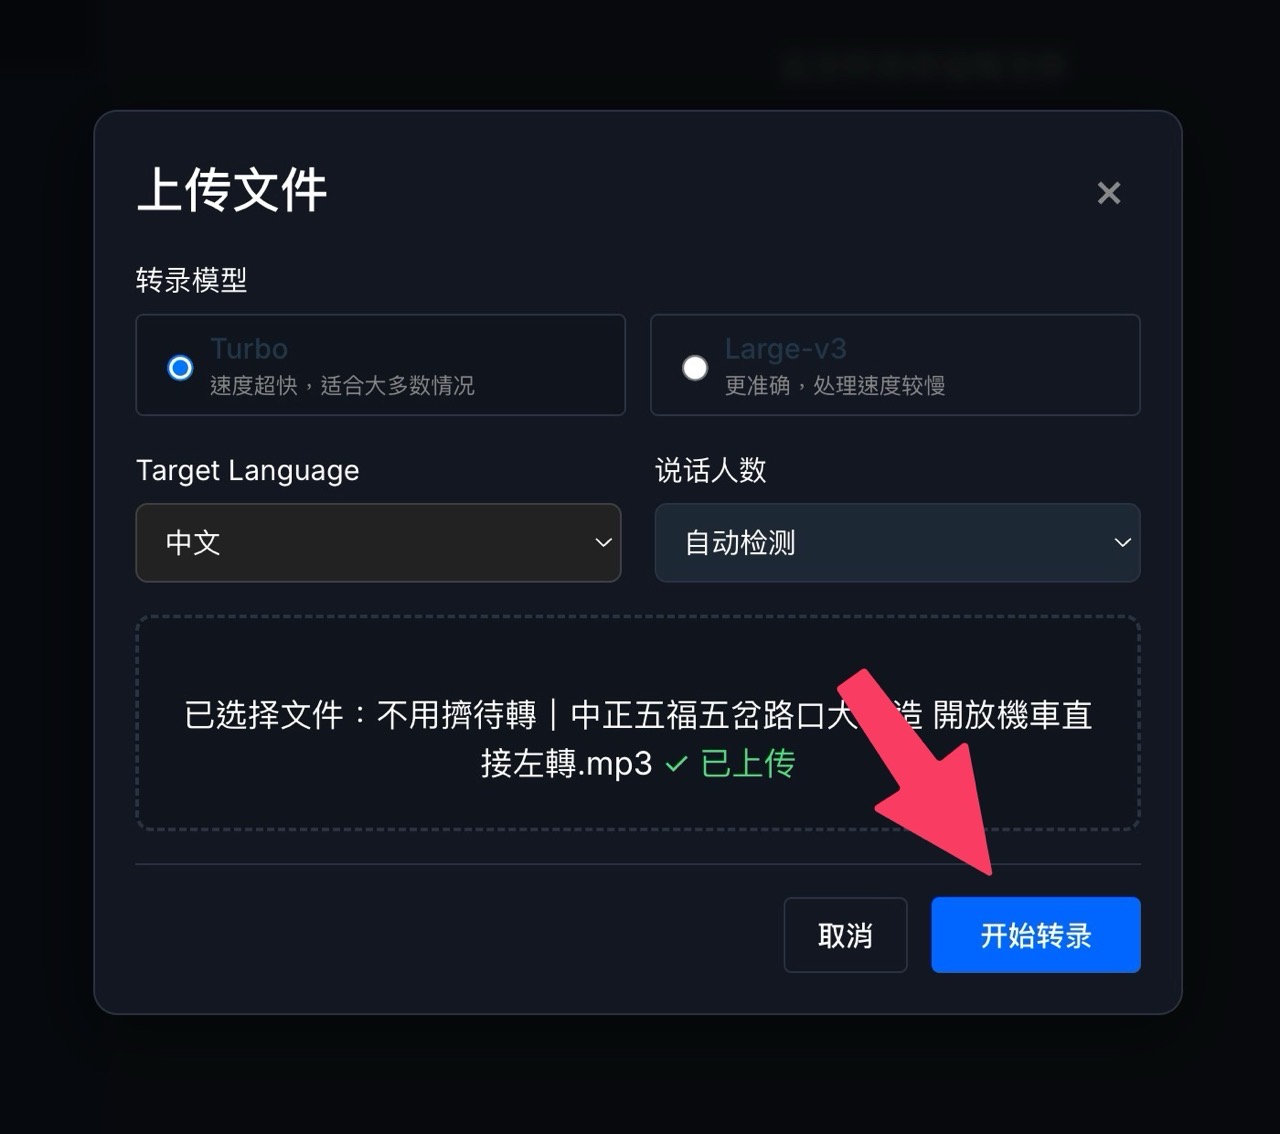 上传文件
转录模型
Turbo
速度超快，适合大多数情况
Large-v3
更准确，处理速度较慢
Target Language
说话人数
中文
自动检测
已选择文件：不用擠待轉｜中正五福五岔路口大造 開放機車直
接左轉.mp3 ✓ 已上传
取消
开始转录